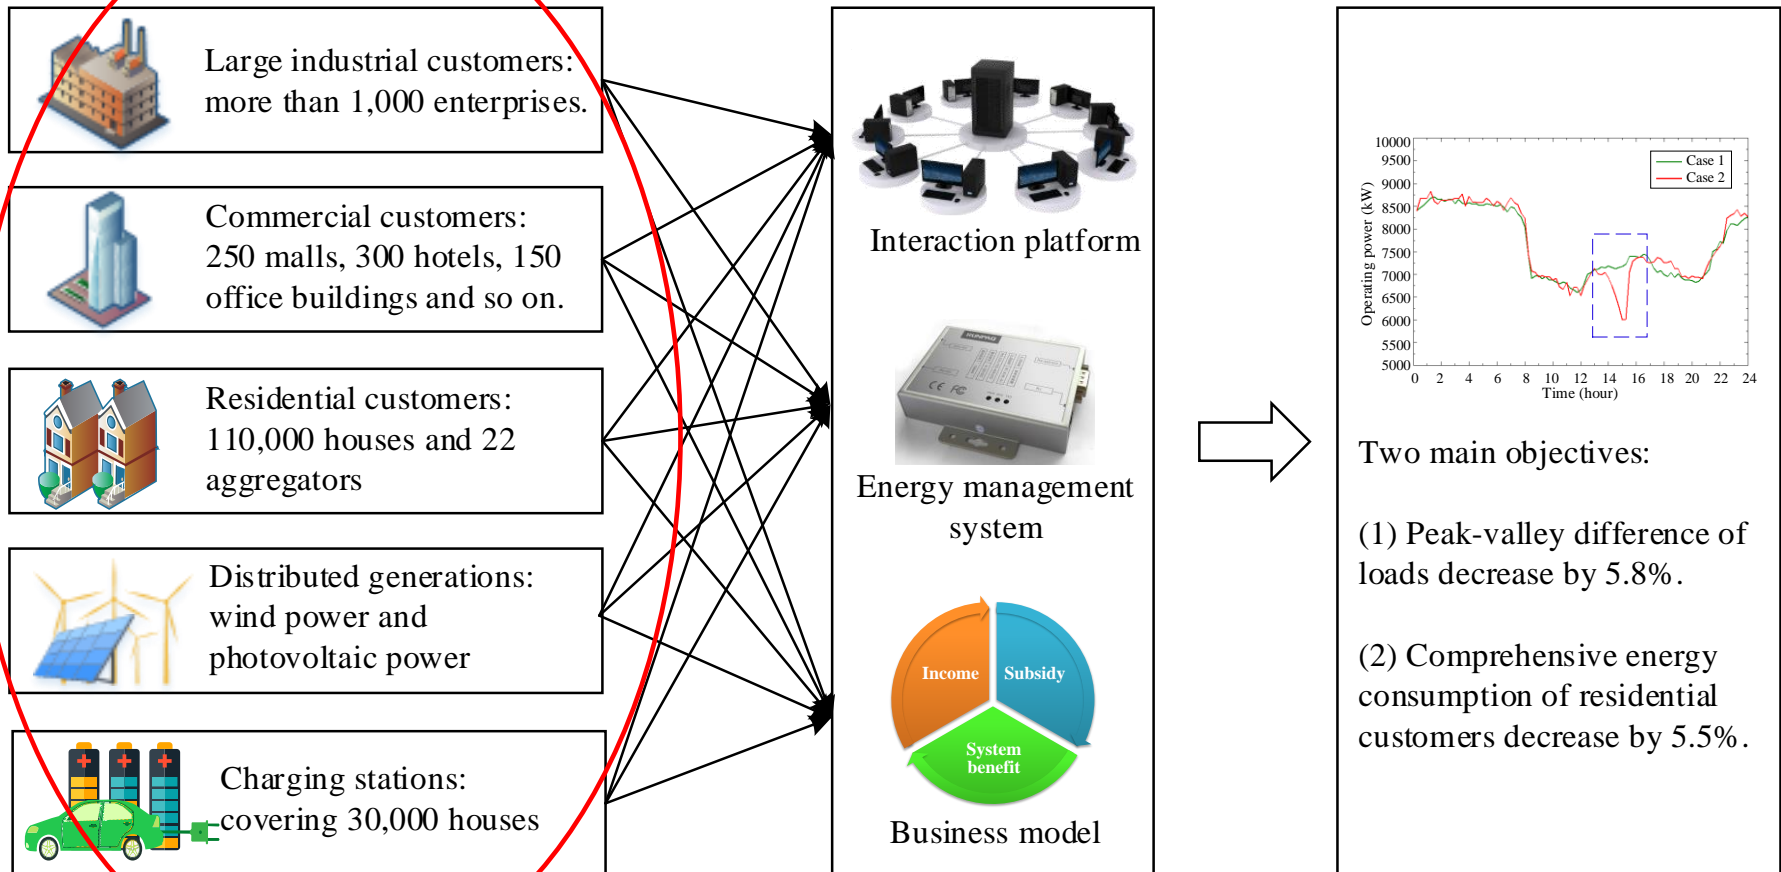 Large industrial customers:
more than 1,000 enterprises.
Commercial customers:
250 malls, 300 hotels, 150
office buildings and so on.
Residential customers:
110,000 houses and 22
aggregators
Distributed generations:
wind power and
photovoltaic power
Charging stations:
covering 30,000 houses
Interaction platform
CE FC
Energy management
system
Income
Subsidy
System
benefit
Business model
Operating power (kW)
10000
9500
9000
8500
8000
7500
7000
6500
6000
5500
5000
Case 1
Case 2
0 2 4 6 8 10 12 14 16 18 20 22 24
Time (hour)
Two main objectives:
(1) Peak-valley difference of
loads decrease by 5.8%.
(2) Comprehensive energy
consumption of residential
customers decrease by 5.5%.